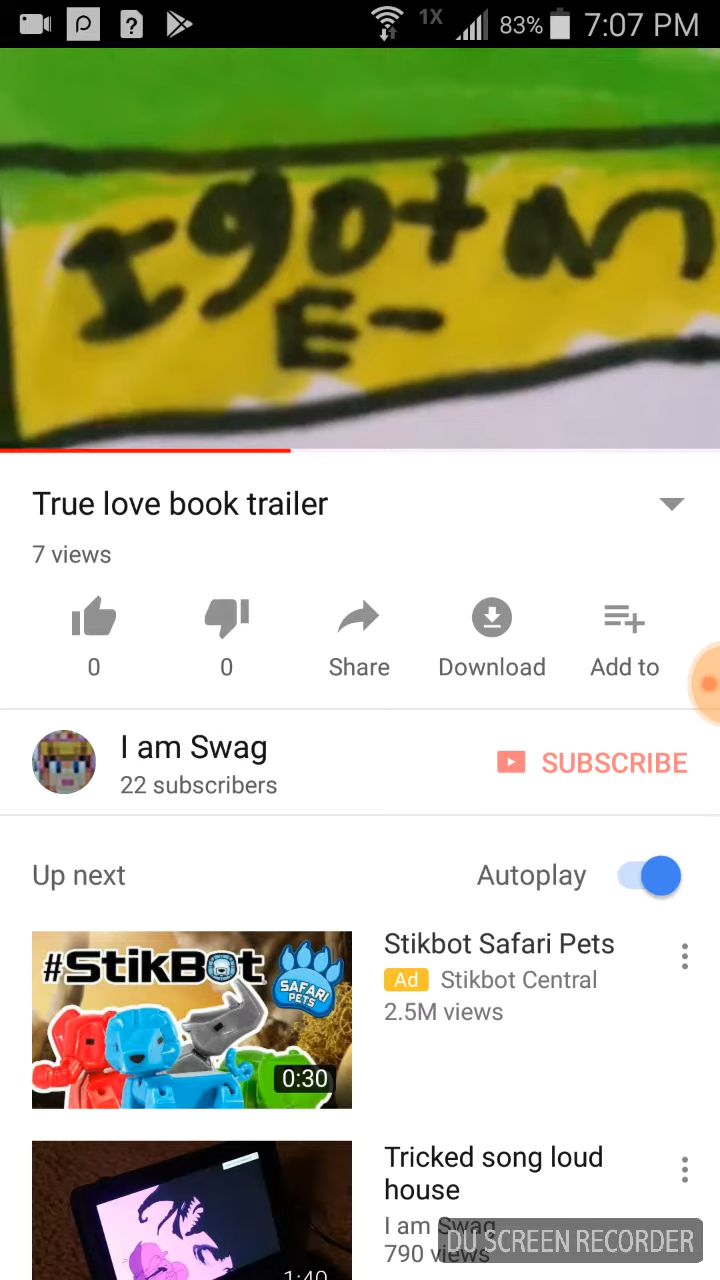 1X 83% 7:07 PM
I got an
E-
True love book trailer
7 views
0 0 Share Download Add to
I am Swag
22 subscribers
SUBSCRIBE
Up next Autoplay
#StikBot
SAFARI
PETS
0:30
Stikbot Safari Pets
Ad Stikbot Central
2.5M views
Tricked song loud
house
I am Swag
790 views
1:40
DU SCREEN RECORDER